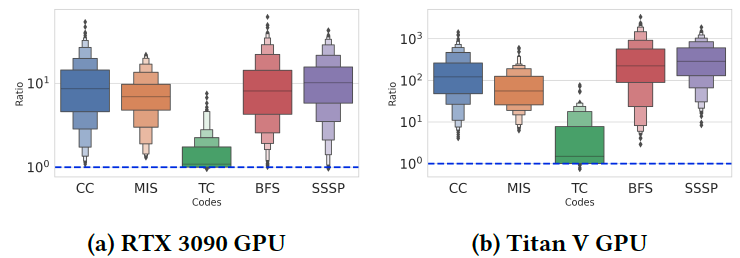 Ratio
10¹
10⁰
CC MIS TC BFS SSSP
Codes
(a) RTX 3090 GPU
Ratio
10³
10²
10¹
10⁰
CC MIS TC BFS SSSP
Codes
(b) Titan V GPU